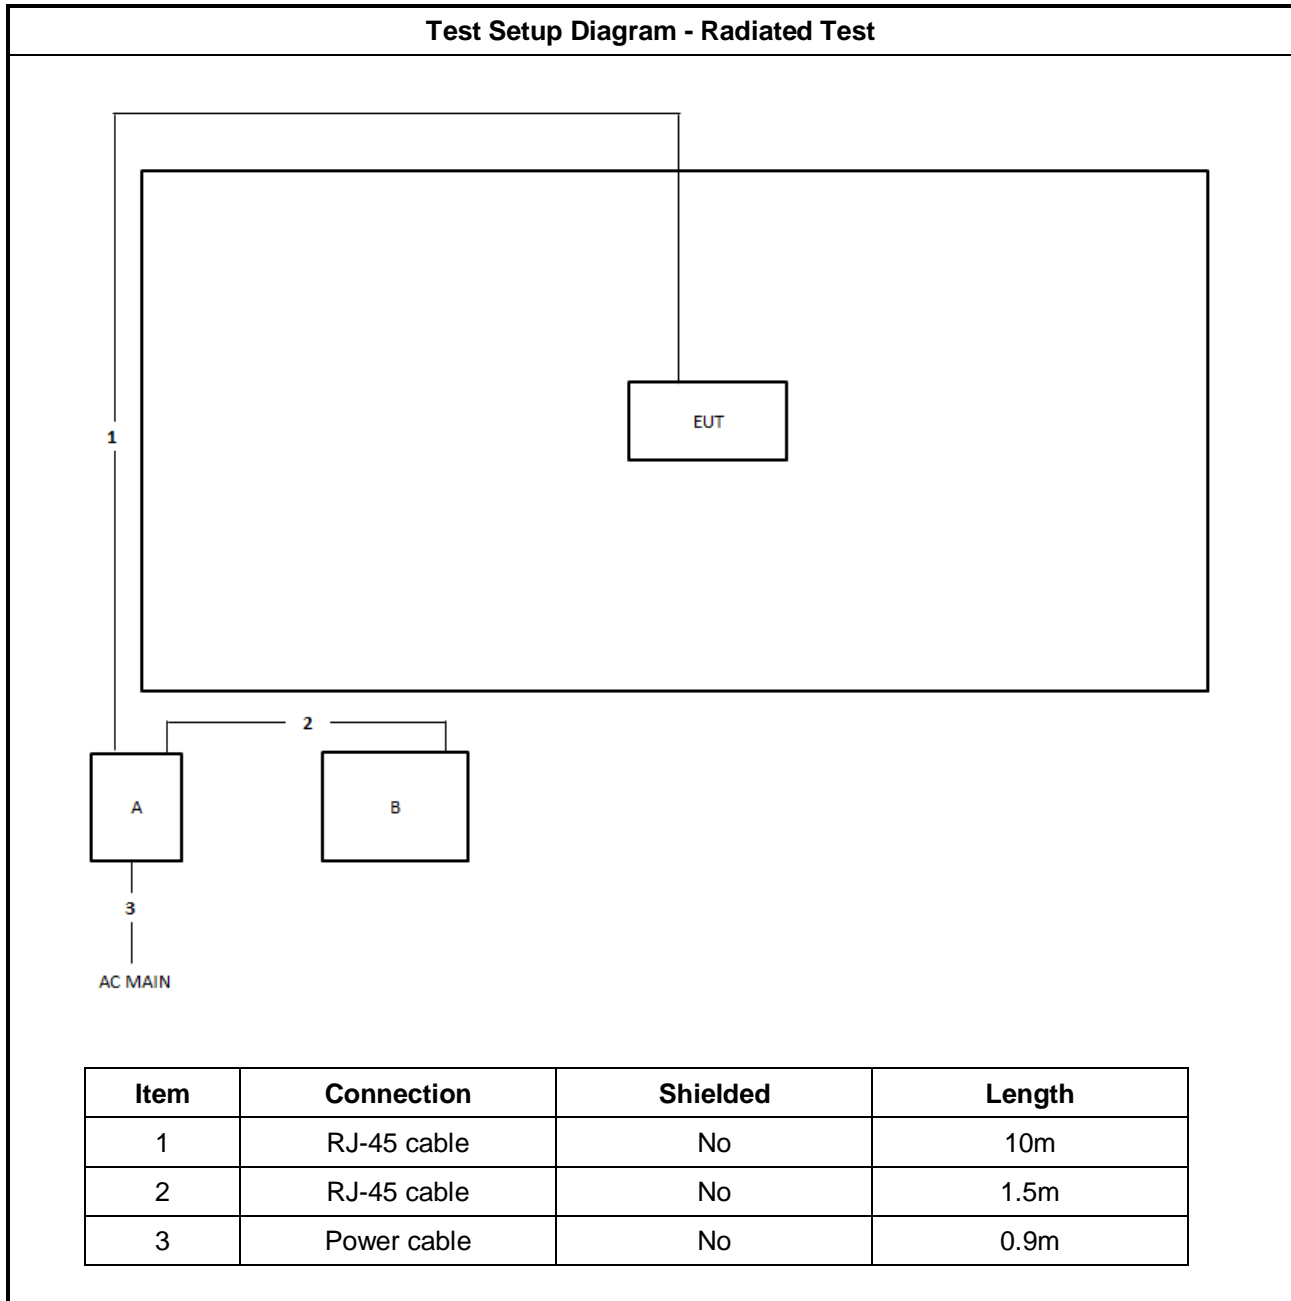 Test Setup Diagram - Radiated Test
EUT
1
2
A
B
3
AC MAIN
Item Connection Shielded Length
1 RJ-45 cable No 10m
2 RJ-45 cable No 1.5m
3 Power cable No 0.9m